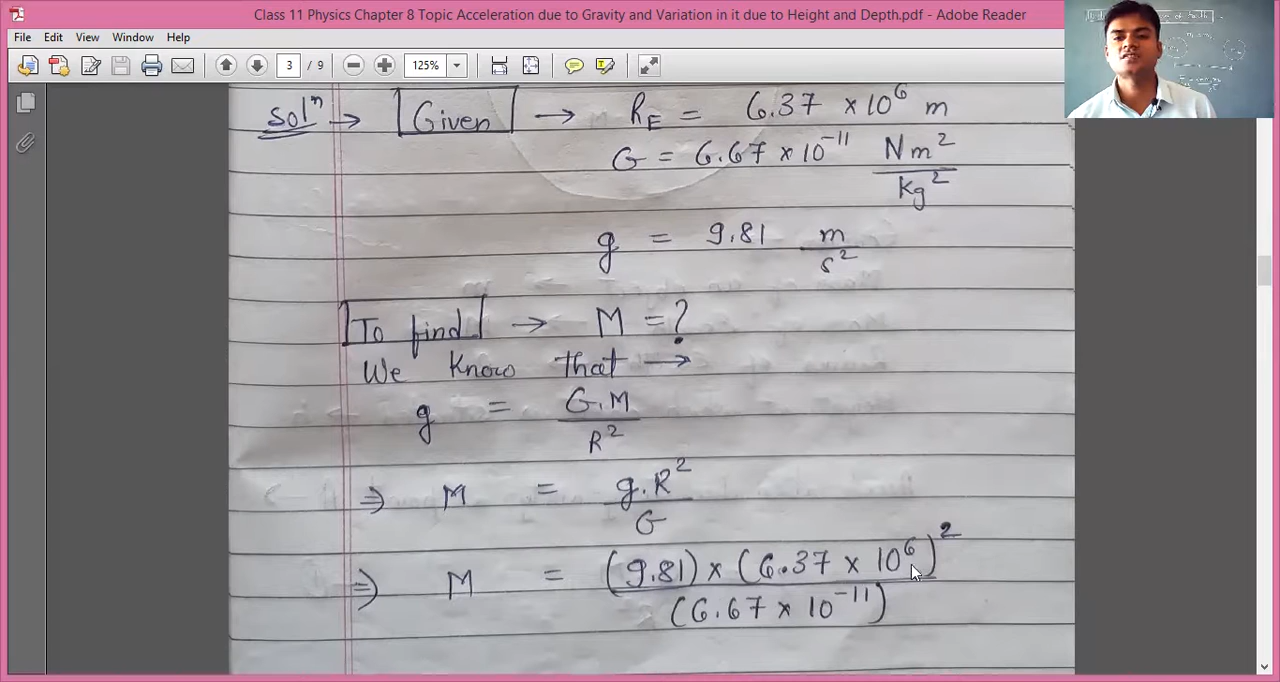 Class 11 Physics Chapter 8 Topic Acceleration due to Gravity and Variation in it due to Height and Depth.pdf - Adobe Reader
File Edit View Window Help
3 / 9 125%
Solⁿ → Given → R_E = 6.37 × 10⁶ m
G = 6.67 × 10⁻¹¹ Nm²/kg²
g = 9.81 m/s²
To find → M = ?
We know that →
g = G.M/R²
⇒ M = g.R²/G
⇒ M = (9.81) × (6.37 × 10⁶)²/(6.67 × 10⁻¹¹)